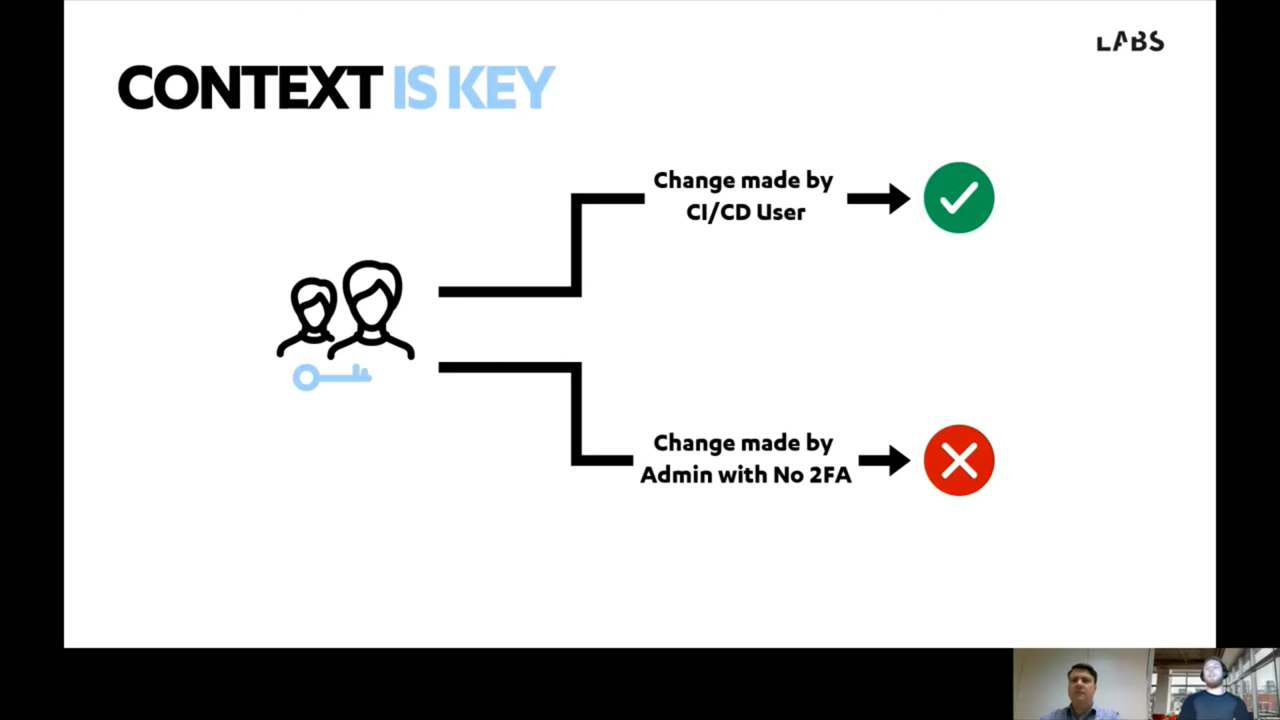 LABS
CONTEXT IS KEY
Change made by
CI/CD User
Change made by
Admin with No 2FA